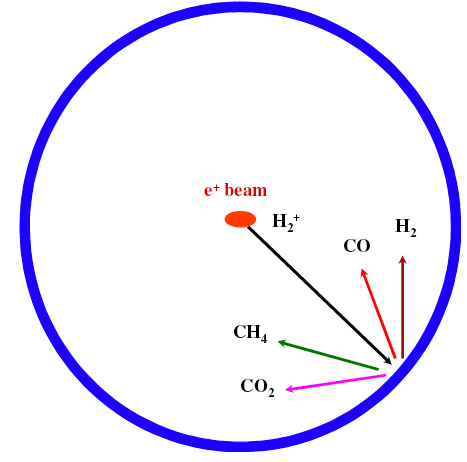 e⁺ beam
H₂⁺
H₂
CO
CH₄
CO₂